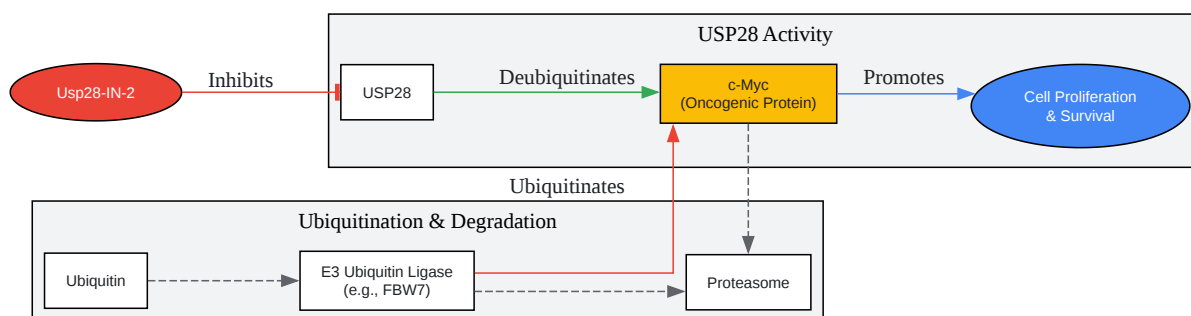 USP28 Activity
Inhibits
Deubiquitinates
Promotes
Usp28-IN-2
USP28
c-Myc
(Oncogenic Protein)
Cell Proliferation
& Survival
Ubiquitinates
Ubiquitination & Degradation
Ubiquitin
E3 Ubiquitin Ligase
(e.g., FBW7)
Proteasome